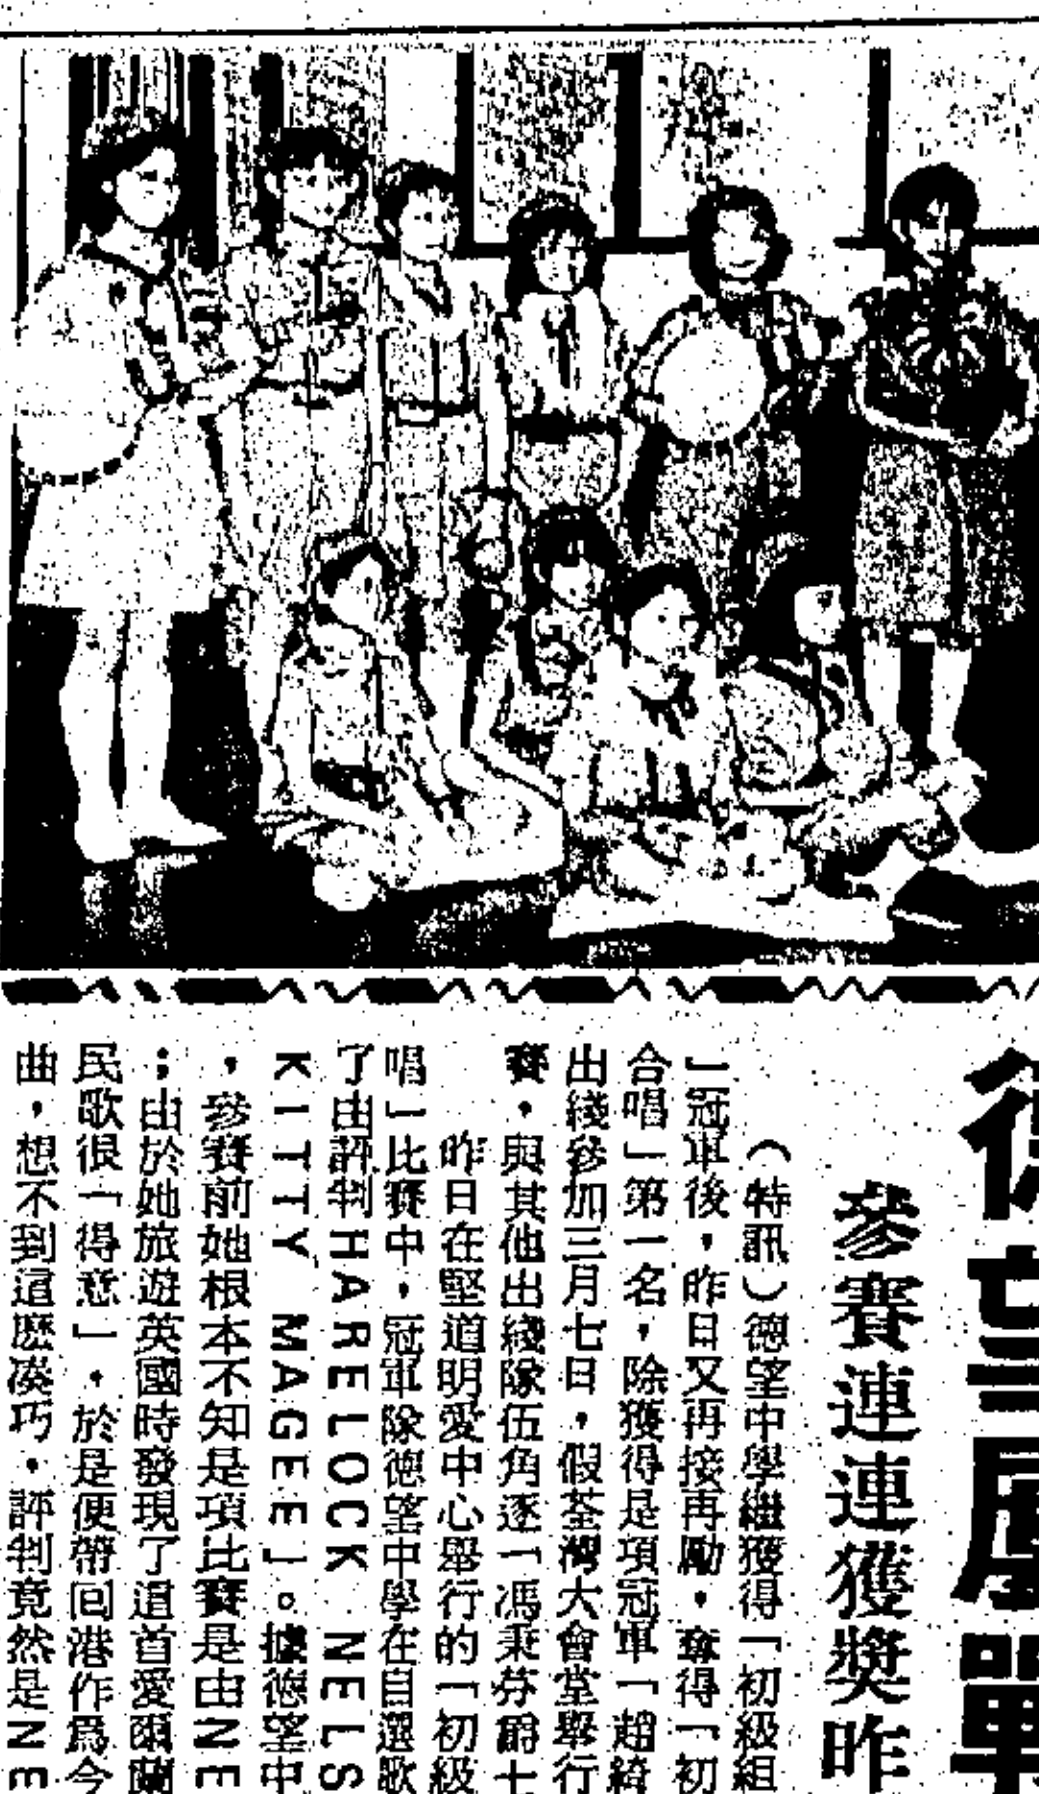 德望三度單
參賽連連獲獎昨
（特訊）德望中學繼獲得「初級組
」冠軍後，昨日又再接再勵，奪得「初
合唱」第一名，除獲得是項冠軍「趙綺
出綫參加三月七日，假荃灣大會堂舉行
賽，與其他出綫隊伍角逐「馮秉芬爵士
昨日在堅道明愛中心舉行的「初級
唱」比賽中，冠軍隊德望中學在自選歌
了由評判HARELOCK NELS
KITTY MAGEE］。據德望中
，參賽前她根本不知是項比賽是由NE
；由於她旅遊英國時發現了這首愛爾蘭
民歌很「得意」，於是便帶回港作爲今
曲，想不到這麽湊巧，評判竟然是NE